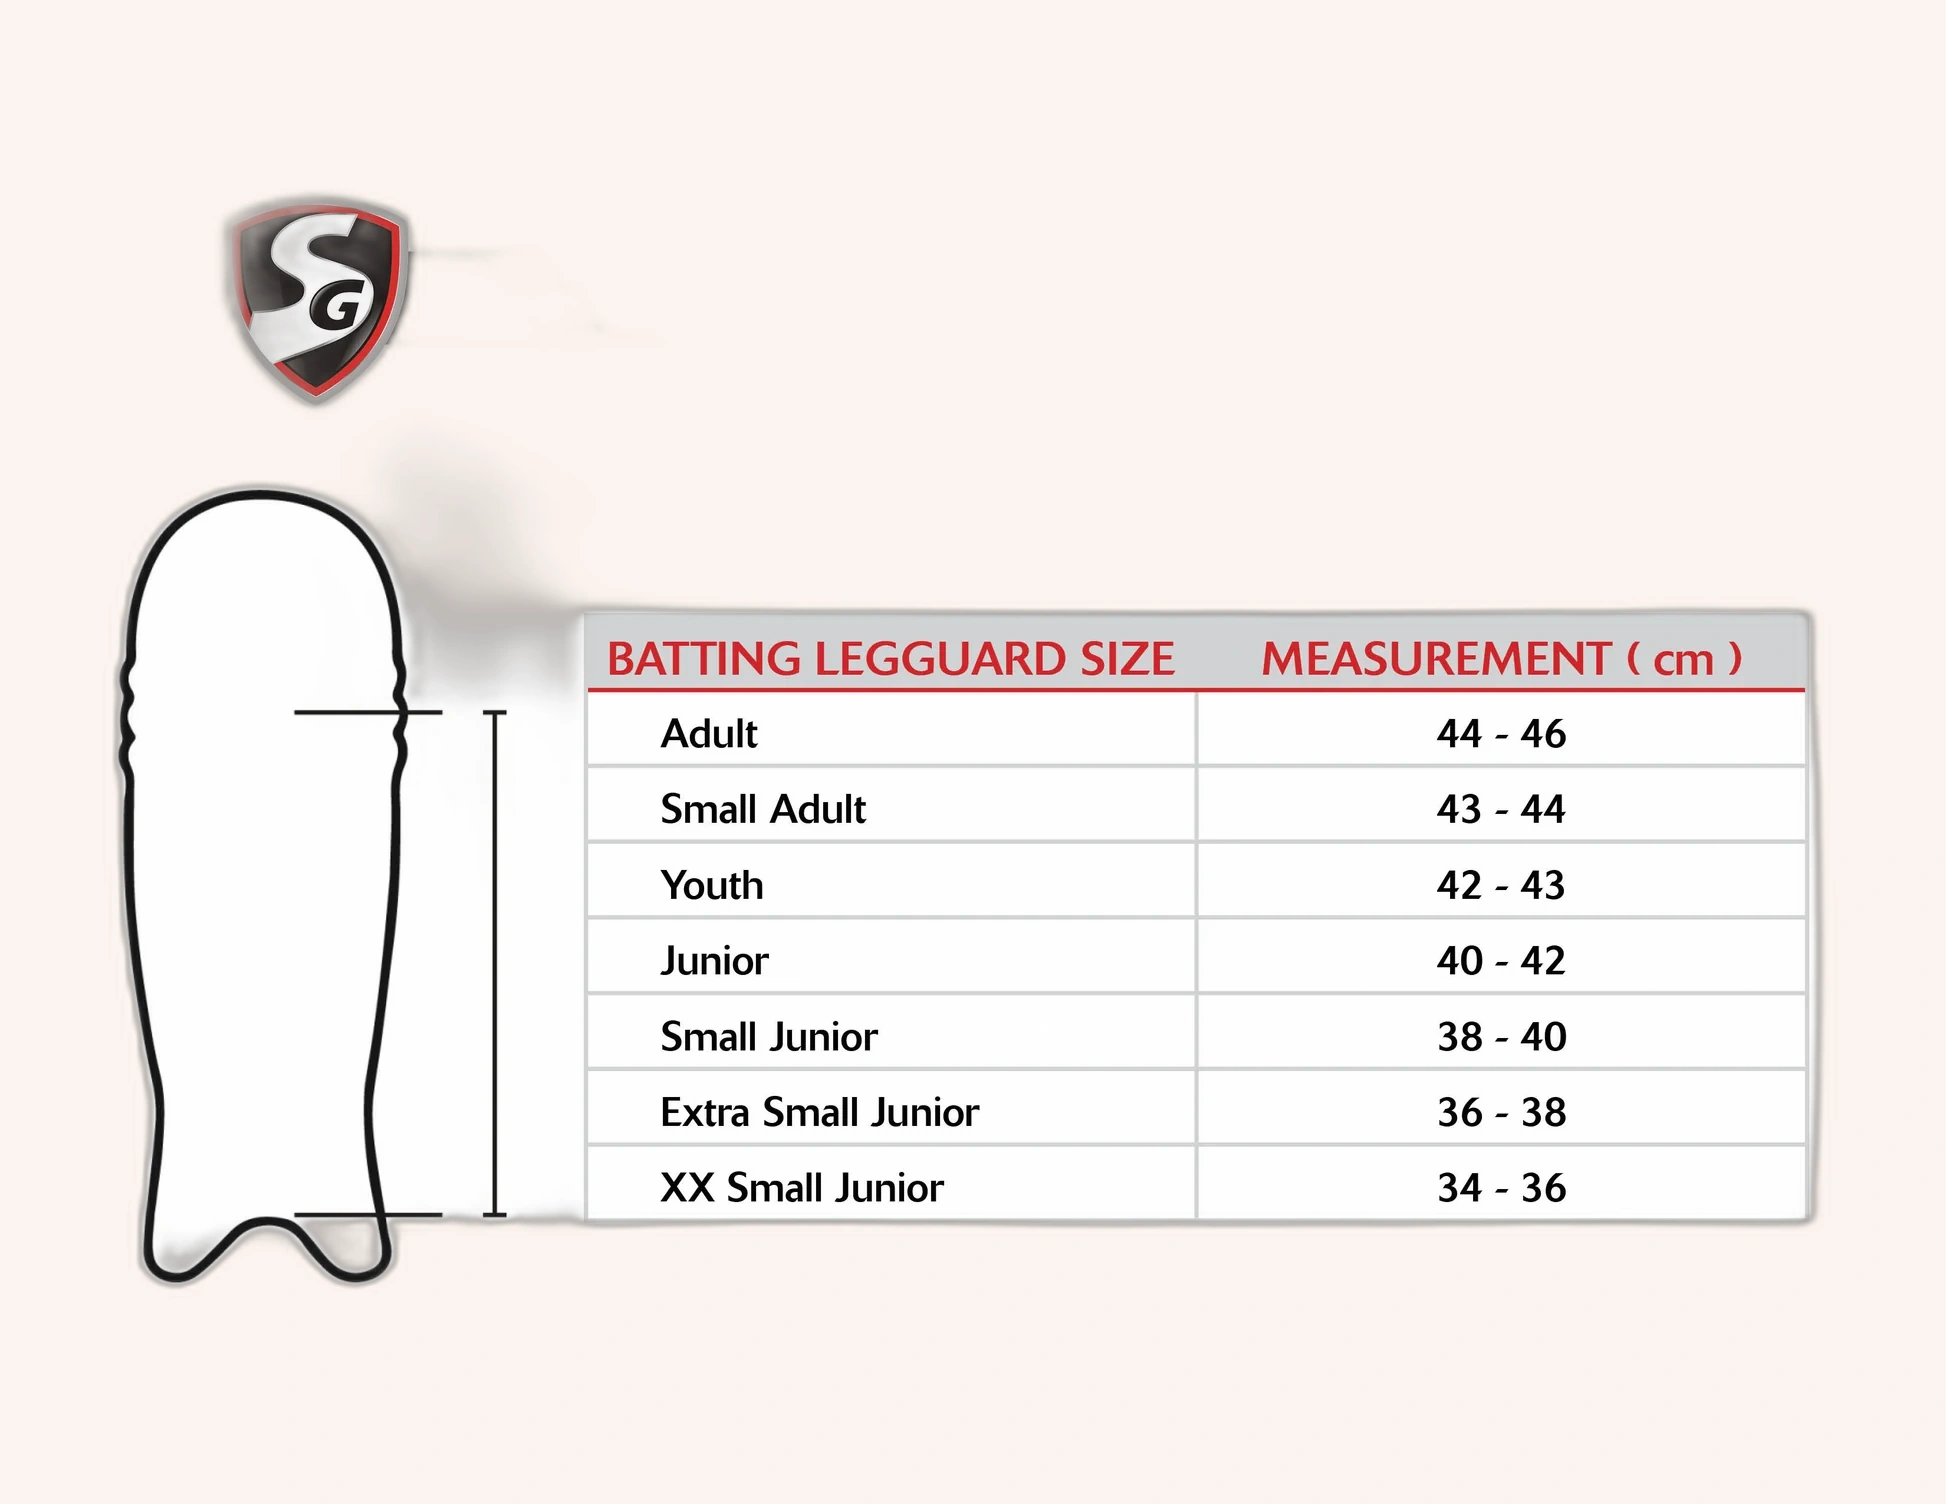 SG
BATTING LEGGUARD SIZE MEASUREMENT ( cm )
Adult 44 - 46
Small Adult 43 - 44
Youth 42 - 43
Junior 40 - 42
Small Junior 38 - 40
Extra Small Junior 36 - 38
XX Small Junior 34 - 36